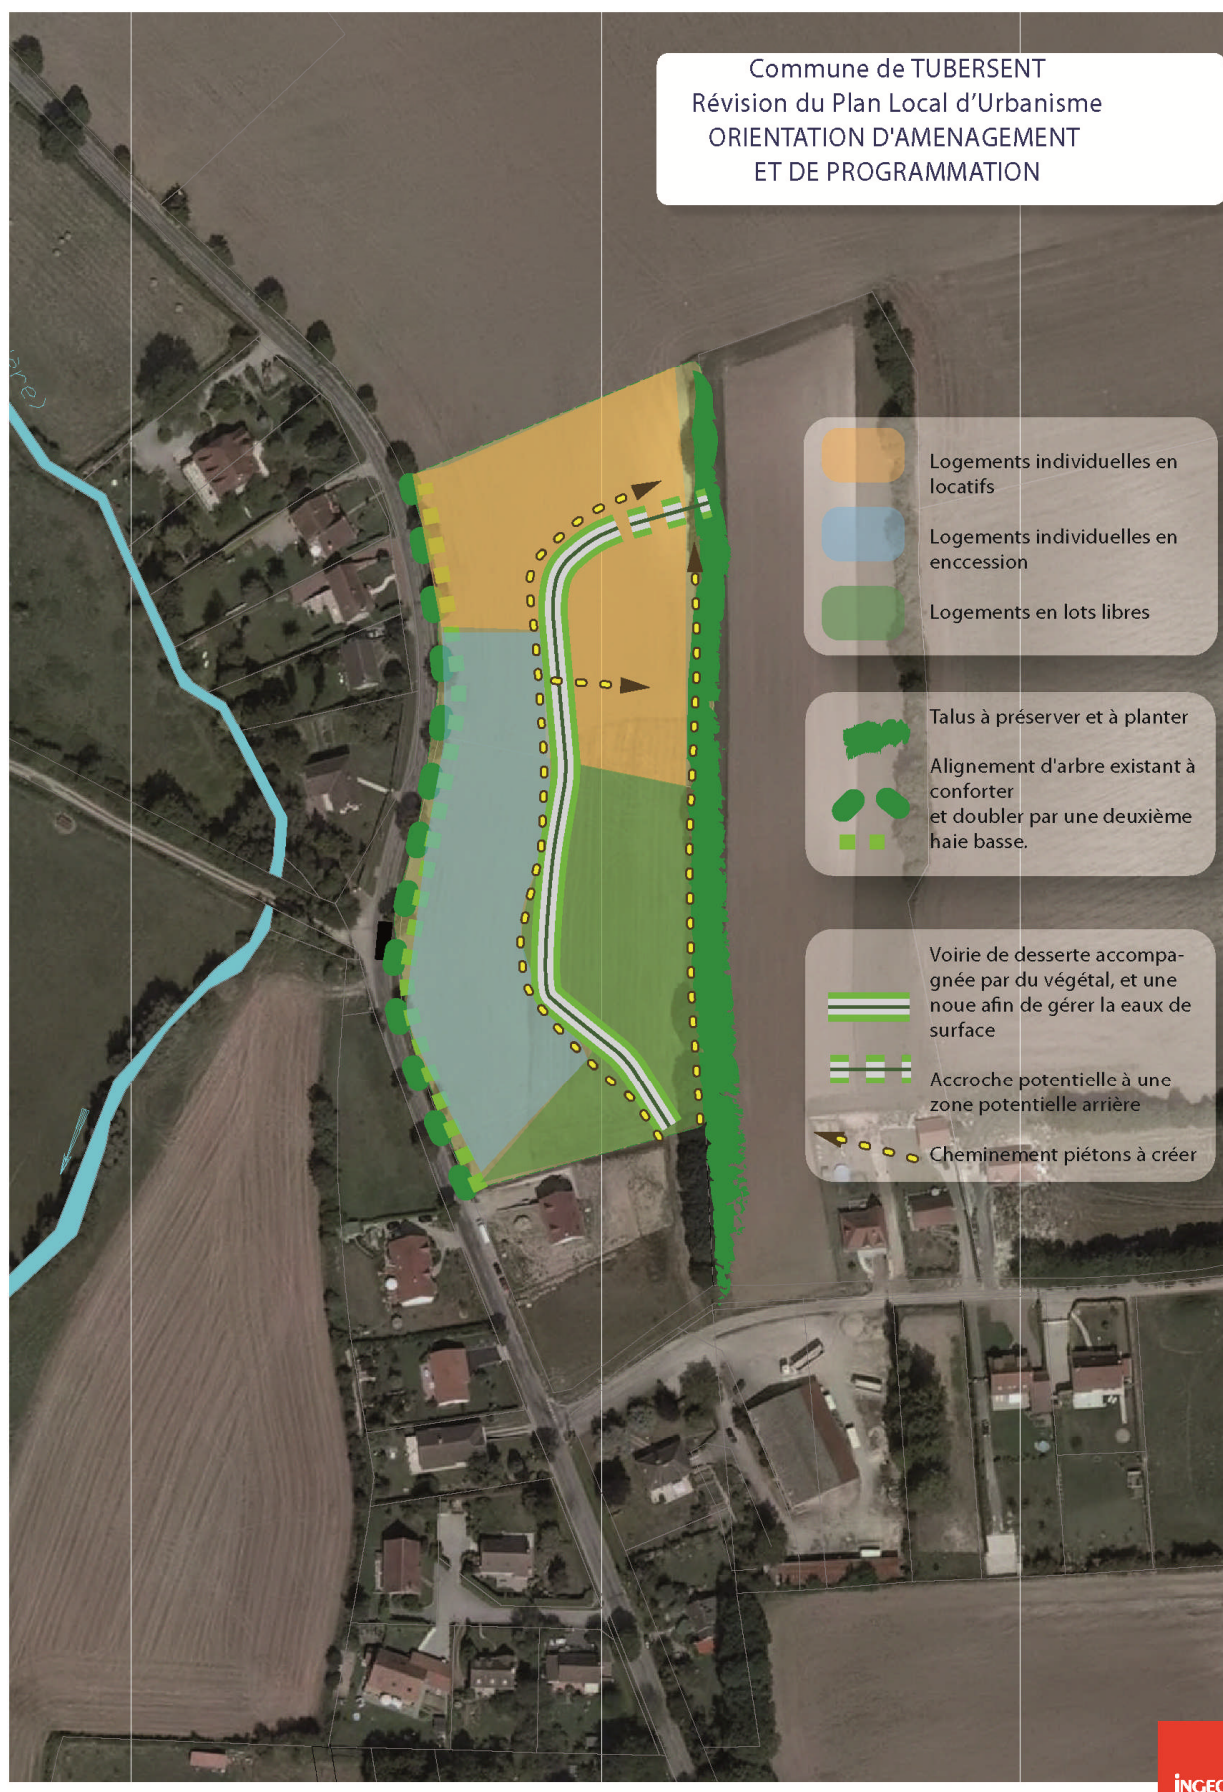 Commune de TUBERSENT
Révision du Plan Local d'Urbanisme
ORIENTATION D'AMENAGEMENT
ET DE PROGRAMMATION
Logements individuelles en
locatifs
Logements individuelles en
enccession
Logements en lots libres
Talus à préserver et à planter
Alignement d'arbre existant à
conforter
et doubler par une deuxième
haie basse.
Voirie de desserte accompa-
gnée par du végétal, et une
noue afin de gérer la eaux de
surface
Accroche potentielle à une
zone potentielle arrière
Cheminement piétons à créer